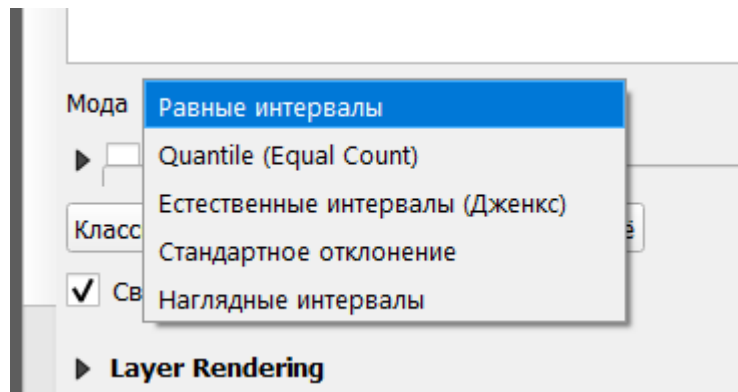 Мода
Равные интервалы
Quantile (Equal Count)
Естественные интервалы (Дженкс)
Стандартное отклонение
Наглядные интервалы
Layer Rendering